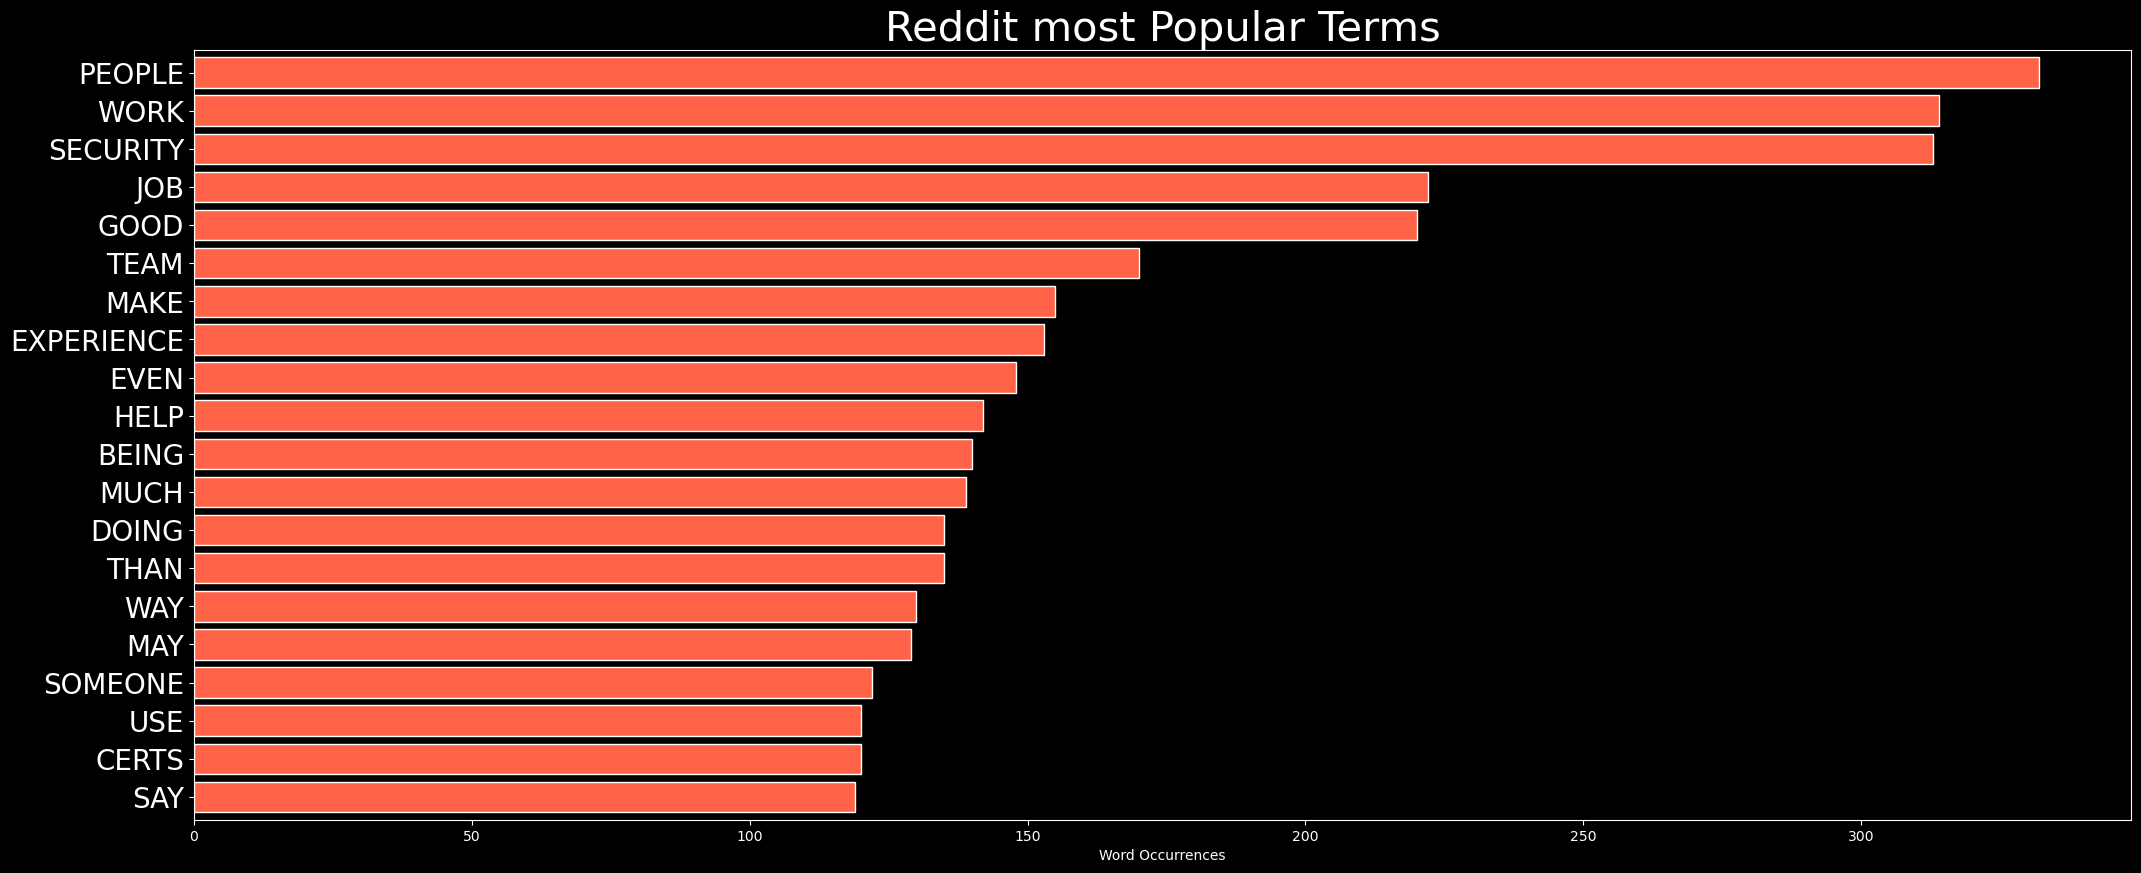 Reddit most Popular Terms
PEOPLE
WORK
SECURITY
JOB
GOOD
TEAM
MAKE
EXPERIENCE
EVEN
HELP
BEING
MUCH
DOING
THAN
WAY
MAY
SOMEONE
USE
CERTS
SAY
0 50 100 150 200 250 300
Word Occurrences